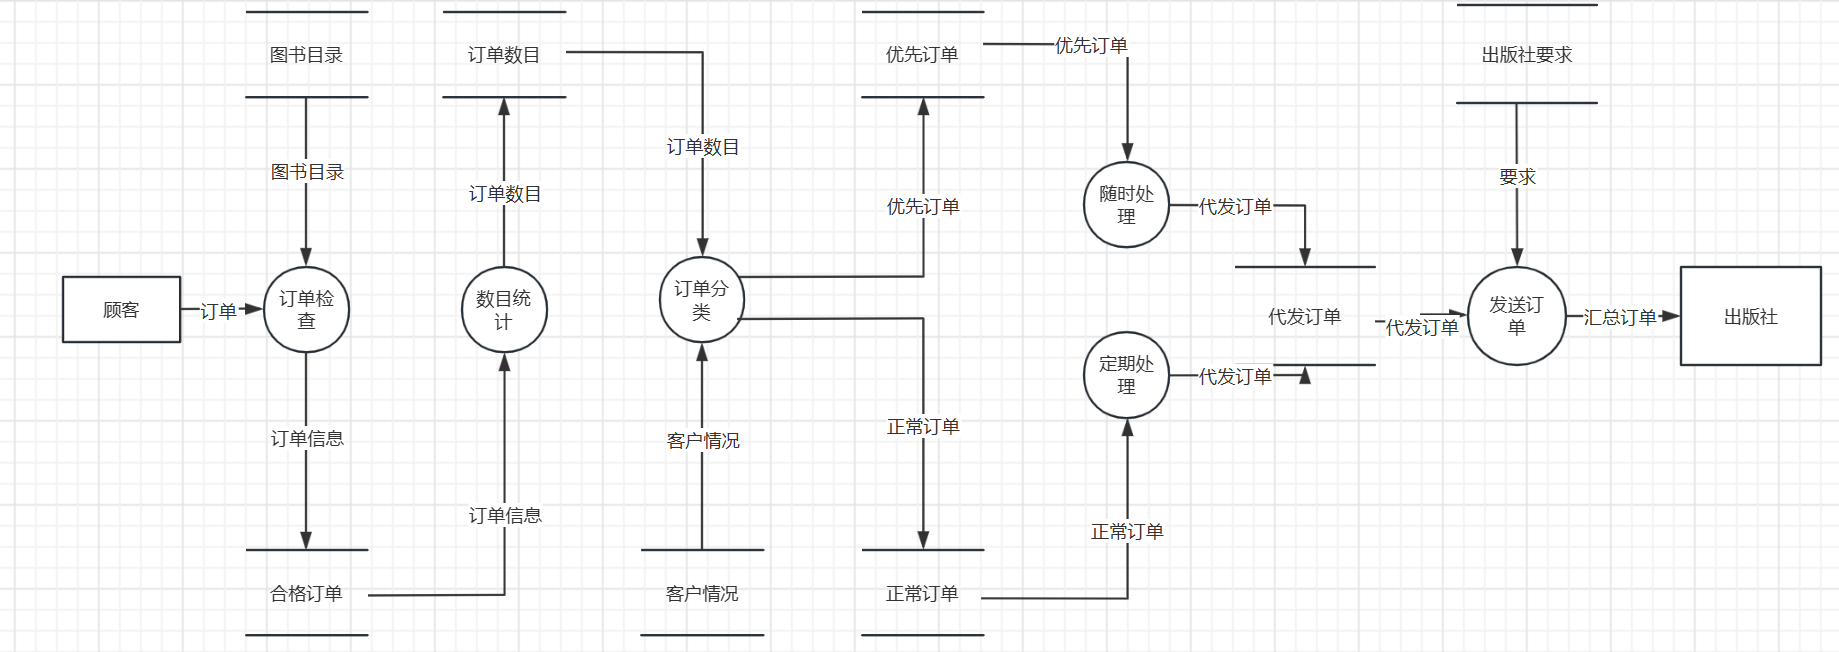 图书目录
订单数目
优先订单
优先订单
出版社要求
订单数目
图书目录
要求
订单数目
随时处
理
优先订单
代发订单
顾客
订单
订单检
查
数目统
计
订单分
类
代发订单
代发订单
发送订
单
汇总订单
出版社
定期处
理
代发订单
正常订单
订单信息
客户情况
订单信息
正常订单
合格订单
客户情况
正常订单